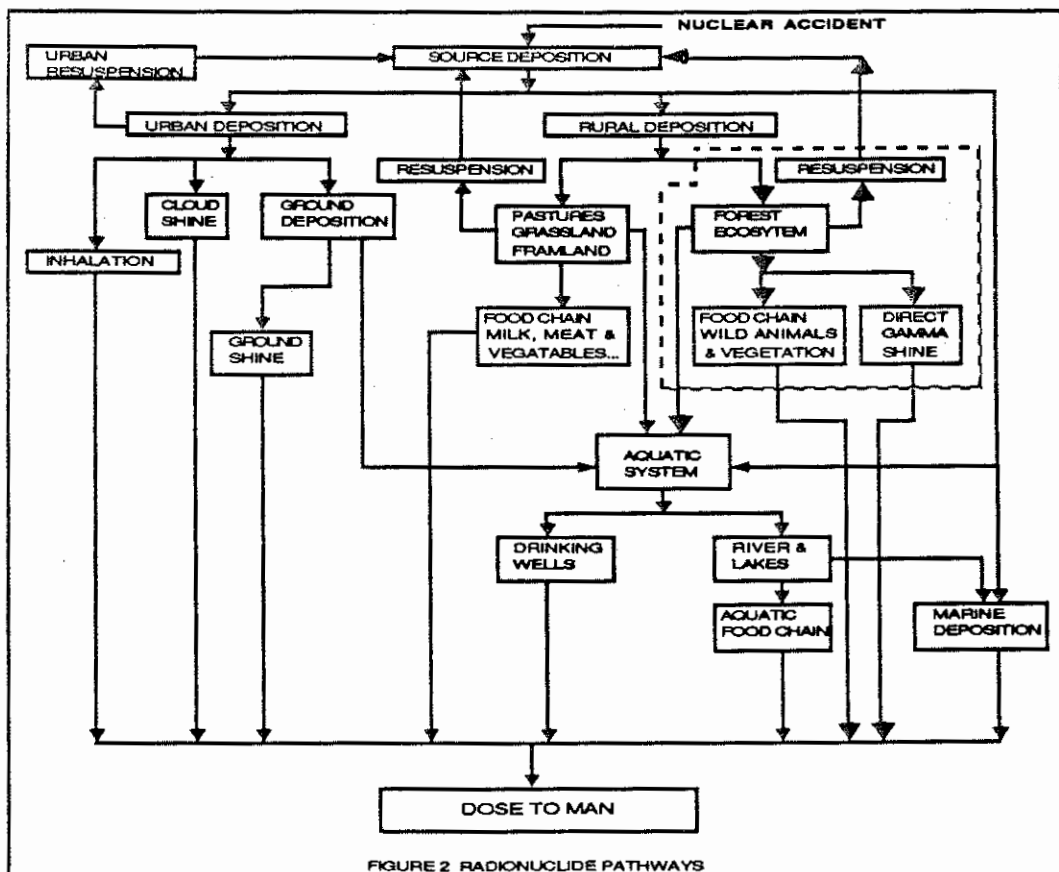 NUCLEAR ACCIDENT
URBAN
RESUSPENSION
SOURCE DEPOSITION
URBAN DEPOSITION
RURAL DEPOSITION
RESUSPENSION
RESUSPENSION
CLOUD
SHINE
GROUND
DEPOSITION
PASTURES
GRASSLAND
FRAMLAND
FOREST
ECOSYTEM
INHALATION
GROUND
SHINE
FOOD CHAIN
MILK, MEAT &
VEGATABLES...
FOOD CHAIN
WILD ANIMALS
& VEGETATION
DIRECT
GAMMA
SHINE
AQUATIC
SYSTEM
DRINKING
WELLS
RIVER &
LAKES
AQUATIC
FOOD CHAIN
MARINE
DEPOSITION
DOSE TO MAN
FIGURE 2 RADIONUCLIDE PATHWAYS